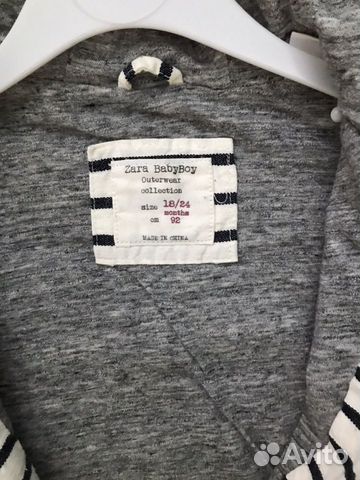 Zara BabyBoy
Outerwear
collection
size 18/24
months
cm 92
MADE IN CHINA
Avito